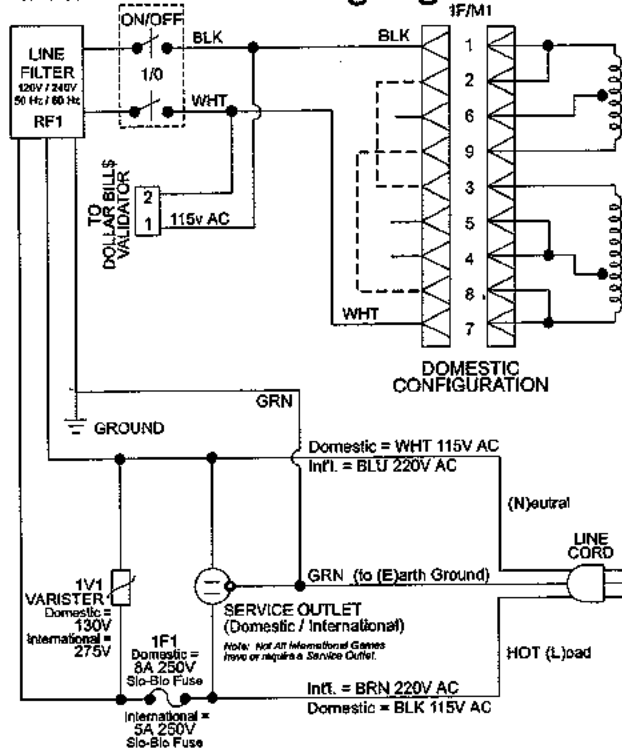 1F/M1
ON/OFF
BLK
BLK
LINE
FILTER
120V / 240V
50 Hz / 60 Hz
RF1
1/0
WHT
1
2
6
9
3
5
4
8
7
TO
DOLLAR BILL$
VALIDATOR
2
1
115v AC
WHT
DOMESTIC
CONFIGURATION
GRN
GROUND
Domestic = WHT 115V AC
Int'l. = BLU 220V AC
(N)eutral
LINE
CORD
GRN (to (E)arth Ground)
1V1
VARISTER
Domestic =
130V
International =
275V
SERVICE OUTLET
(Domestic / International)
Note: Not All International Games
have or require a Service Outlet.
HOT (L)oad
1F1
Domestic =
8A 250V
Slo-Blo Fuse
Int'l. = BRN 220V AC
Domestic = BLK 115V AC
International =
5A 250V
Slo-Blo Fuse